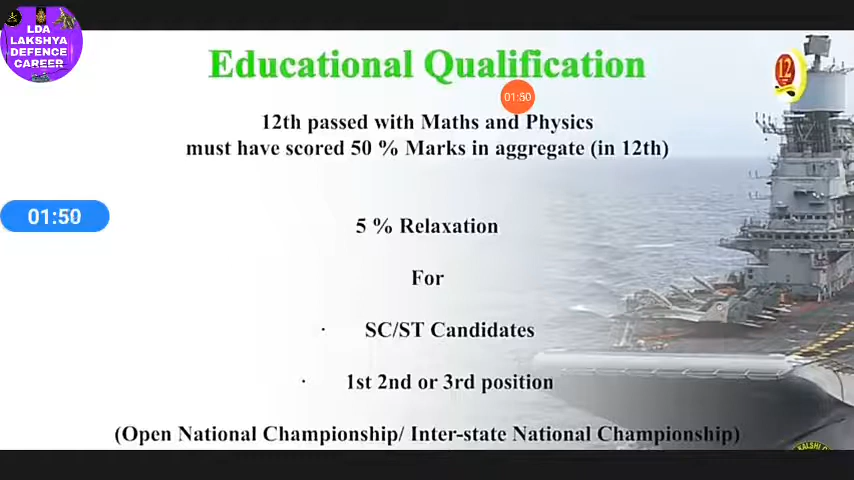 LDA
LAKSHYA
DEFENCE
CAREER
Educational Qualification
12
01:50
12th passed with Maths and Physics
must have scored 50 % Marks in aggregate (in 12th)
01:50
5 % Relaxation
For
· SC/ST Candidates
· 1st 2nd or 3rd position
(Open National Championship/ Inter-state National Championship)